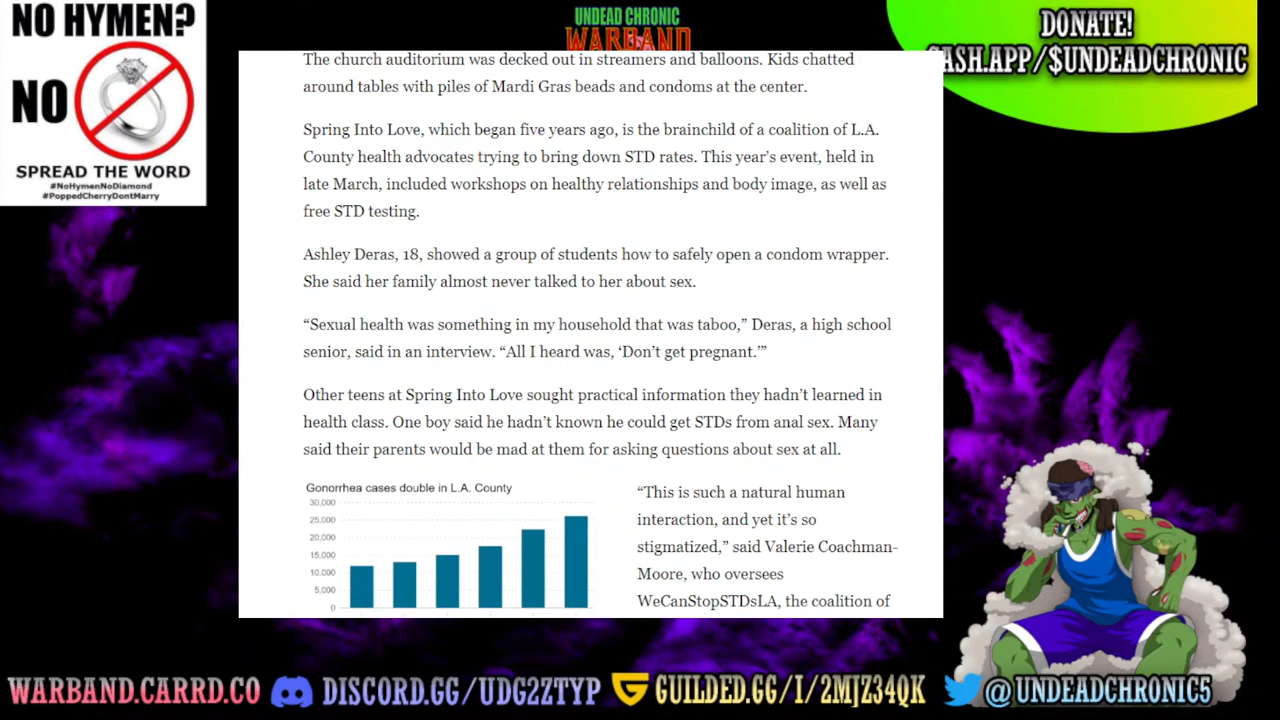 NO HYMEN?
NO
SPREAD THE WORD
#NoHymenNoDiamond
#PoppedCherryDontMarry
UNDEAD CHRONIC
WARBAND
DONATE!
CASH.APP/$UNDEADCHRONIC
The church auditorium was decked out in streamers and balloons. Kids chatted
around tables with piles of Mardi Gras beads and condoms at the center.
Spring Into Love, which began five years ago, is the brainchild of a coalition of L.A.
County health advocates trying to bring down STD rates. This year’s event, held in
late March, included workshops on healthy relationships and body image, as well as
free STD testing.
Ashley Deras, 18, showed a group of students how to safely open a condom wrapper.
She said her family almost never talked to her about sex.
“Sexual health was something in my household that was taboo,” Deras, a high school
senior, said in an interview. “All I heard was, ‘Don’t get pregnant.’”
Other teens at Spring Into Love sought practical information they hadn’t learned in
health class. One boy said he hadn’t known he could get STDs from anal sex. Many
said their parents would be mad at them for asking questions about sex at all.
Gonorrhea cases double in L.A. County
30,000
25,000
20,000
15,000
10,000
5,000
0
“This is such a natural human
interaction, and yet it’s so
stigmatized,” said Valerie Coachman-
Moore, who oversees
WeCanStopSTDsLA, the coalition of
WARBAND.CARRD.CO
DISCORD.GG/UDG2ZTYP
GUILDED.GG/I/2MJZ34QK
@UNDEADCHRONIC5